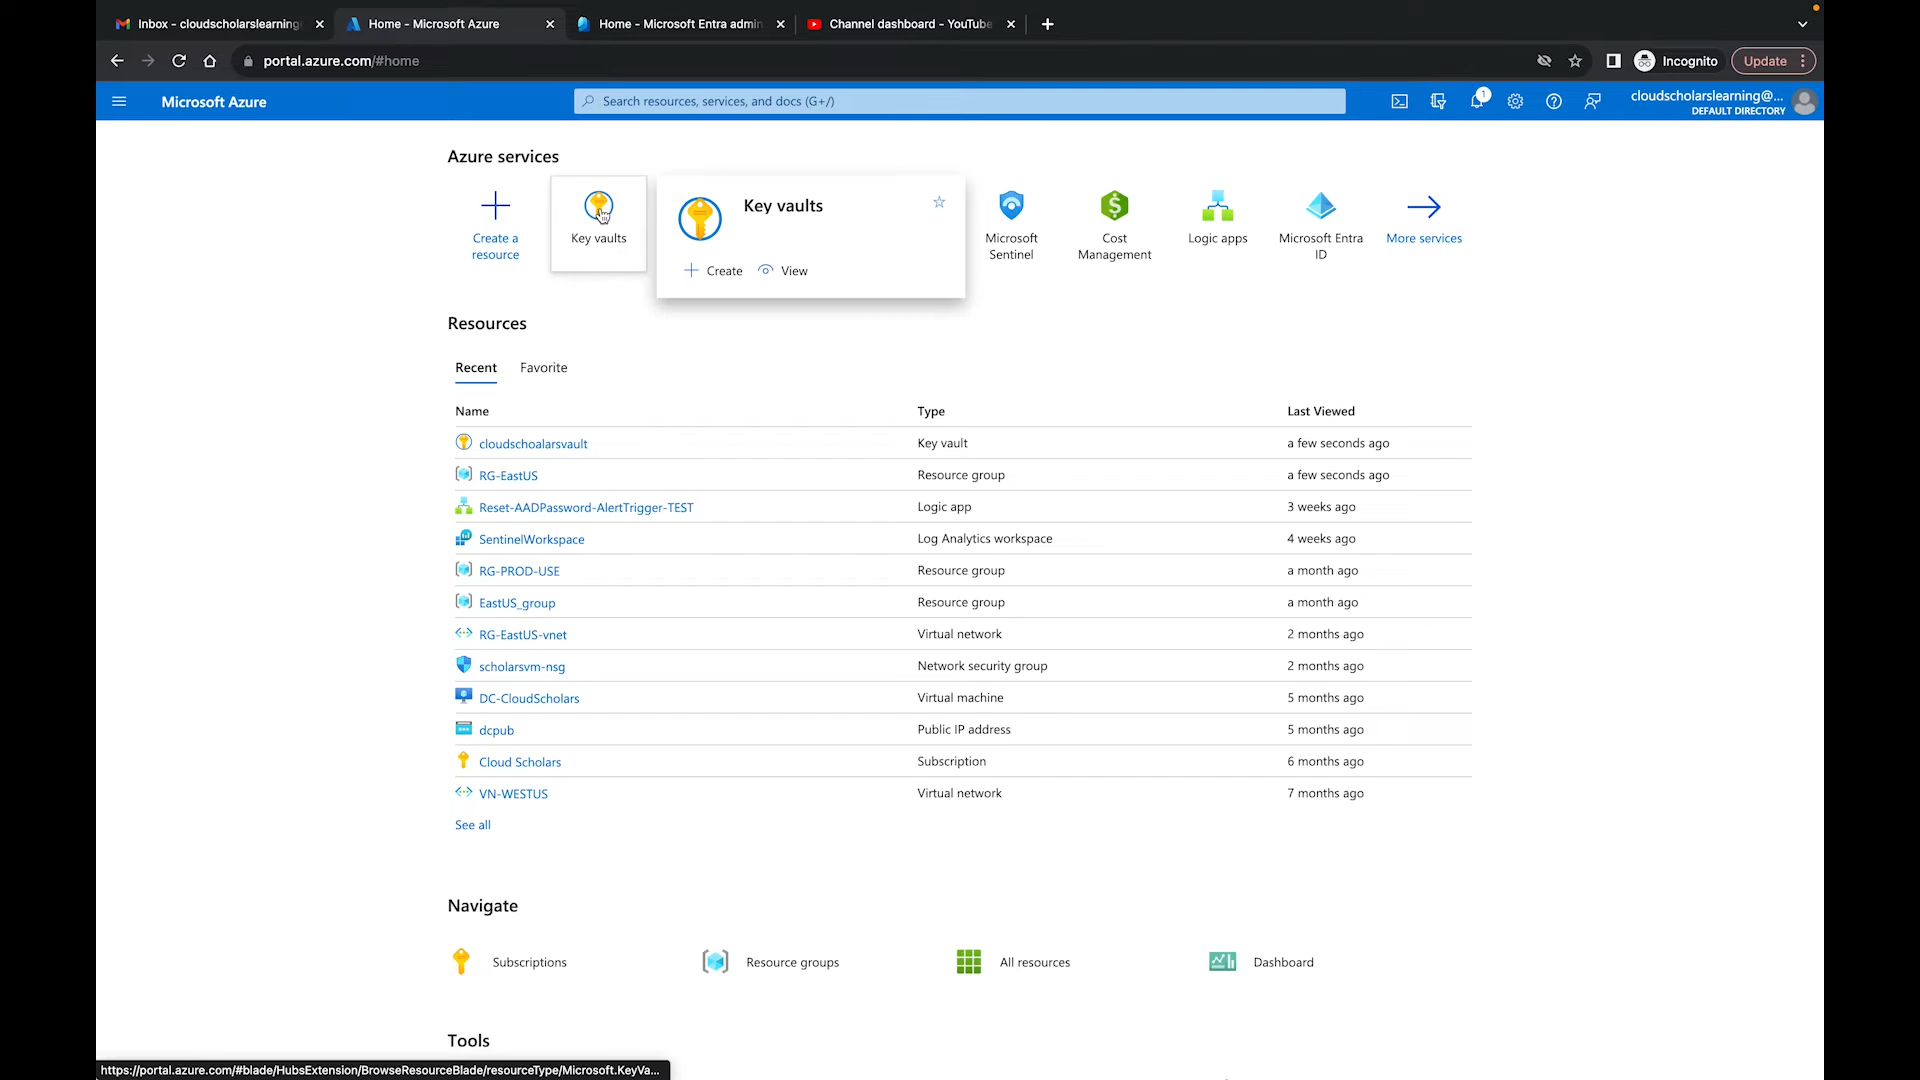 Inbox - cloudscholarslearning
Home - Microsoft Azure
Home - Microsoft Entra admin
Channel dashboard - YouTube
portal.azure.com/#home
Incognito
Update
Microsoft Azure
Search resources, services, and docs (G+/)
1
cloudscholarslearning@...
DEFAULT DIRECTORY
Azure services
Create a
resource
Key vaults
Key vaults
Create
View
Microsoft
Sentinel
Cost
Management
Logic apps
Microsoft Entra
ID
More services
Resources
Recent
Favorite
Name Type Last Viewed
cloudschoalarsvault Key vault a few seconds ago
RG-EastUS Resource group a few seconds ago
Reset-AADPassword-AlertTrigger-TEST Logic app 3 weeks ago
SentinelWorkspace Log Analytics workspace 4 weeks ago
RG-PROD-USE Resource group a month ago
EastUS_group Resource group a month ago
RG-EastUS-vnet Virtual network 2 months ago
scholarsvm-nsg Network security group 2 months ago
DC-CloudScholars Virtual machine 5 months ago
dcpub Public IP address 5 months ago
Cloud Scholars Subscription 6 months ago
VN-WESTUS Virtual network 7 months ago
See all
Navigate
Subscriptions
Resource groups
All resources
Dashboard
Tools
https://portal.azure.com/#blade/HubsExtension/BrowseResourceBlade/resourceType/Microsoft.KeyVa...